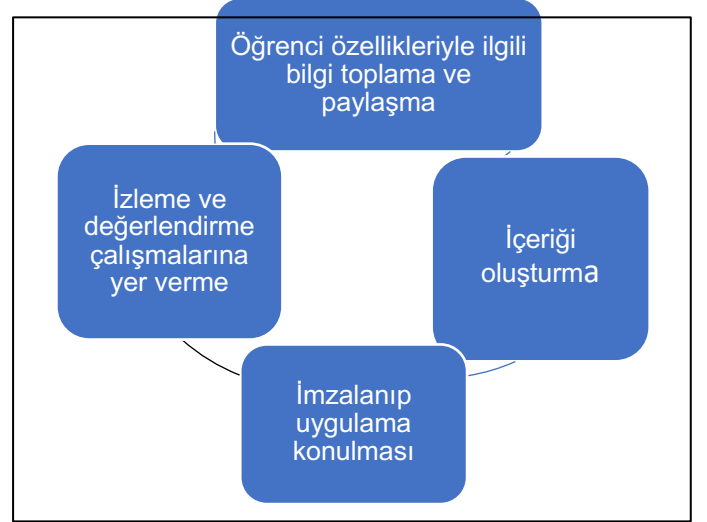 Öğrenci özellikleriyle ilgili
bilgi toplama ve
paylaşma
İçeriği
oluşturma
İmzalanıp
uygulama
konulması
İzleme ve
değerlendirme
çalışmalarına
yer verme